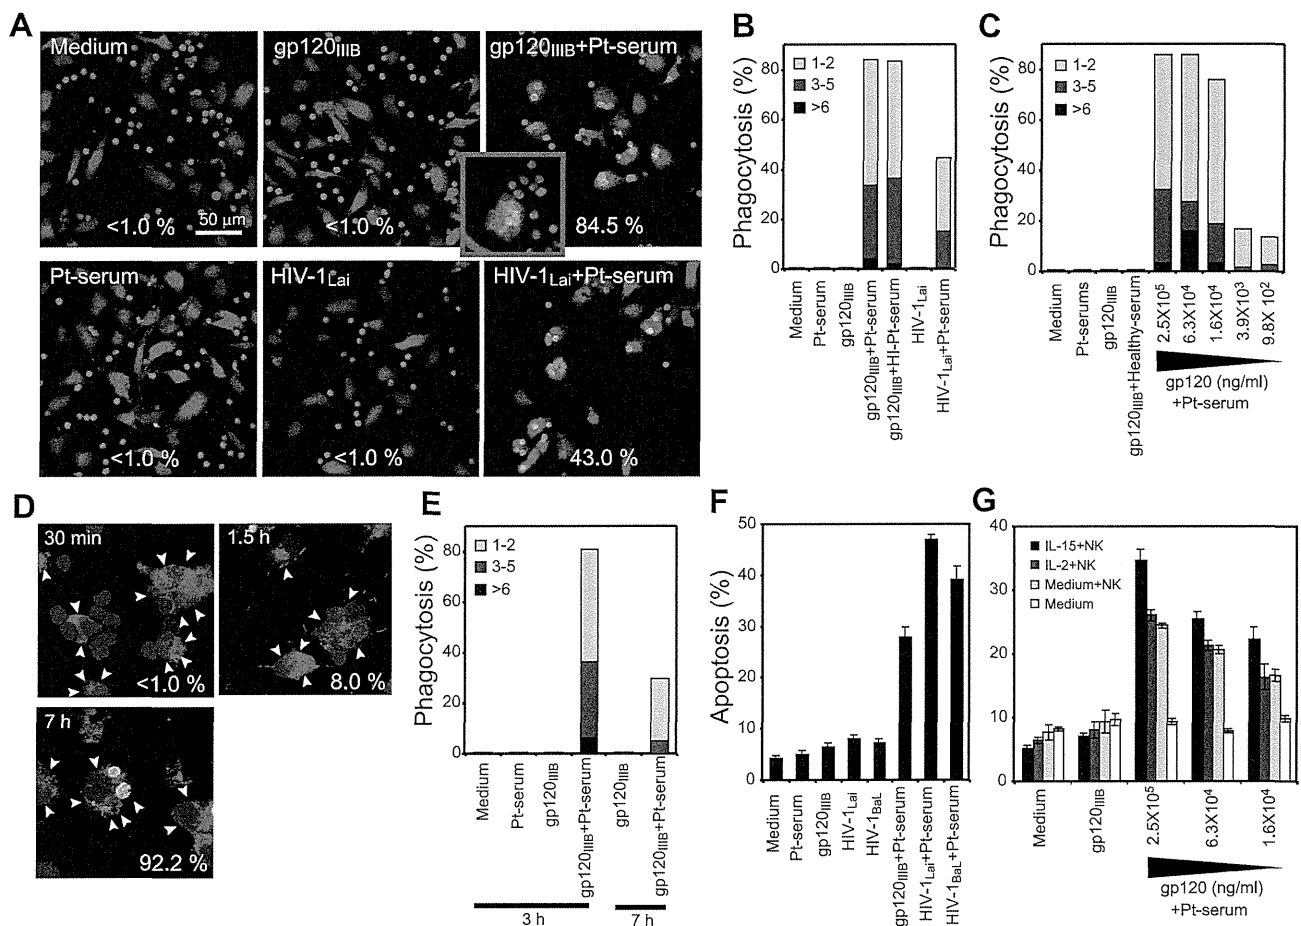 A
Medium
<1.0 %
50 µm
gp120IIIB
<1.0 %
gp120IIIB+Pt-serum
84.5 %
Pt-serum
<1.0 %
HIV-1Lai
<1.0 %
HIV-1Lai+Pt-serum
43.0 %
B
Phagocytosis (%)
80
60
40
20
0
1-2
3-5
>6
Medium
Pt-serum
gp120IIIB
gp120IIIB+Pt-serum
gp120IIIB+HI-Pt-serum
HIV-1Lai
HIV-1Lai+Pt-serum
C
Phagocytosis (%)
80
60
40
20
0
1-2
3-5
>6
Medium
Pt-serums
gp120IIIB
gp120IIIB+Healthy-serum
2.5X10⁵
6.3X10⁴
1.6X10⁴
3.9X10³
9.8X 10²
gp120 (ng/ml)
+Pt-serum
D
30 min
<1.0 %
1.5 h
8.0 %
7 h
92.2 %
E
Phagocytosis (%)
80
60
40
20
0
1-2
3-5
>6
Medium
Pt-serum
gp120IIIB
gp120IIIB+Pt-serum
gp120IIIB
gp120IIIB+Pt-serum
3 h
7 h
F
Apoptosis (%)
50
40
30
20
10
0
Medium
Pt-serum
gp120IIIB
HIV-1Lai
HIV-1BaL
gp120IIIB+Pt-serum
HIV-1Lai+Pt-serum
HIV-1BaL+Pt-serum
G
40
30
20
10
0
IL-15+NK
IL-2+NK
Medium+NK
Medium
Medium
gp120IIIB
2.5X10⁵
6.3X10⁴
1.6X10⁴
gp120 (ng/ml)
+Pt-serum